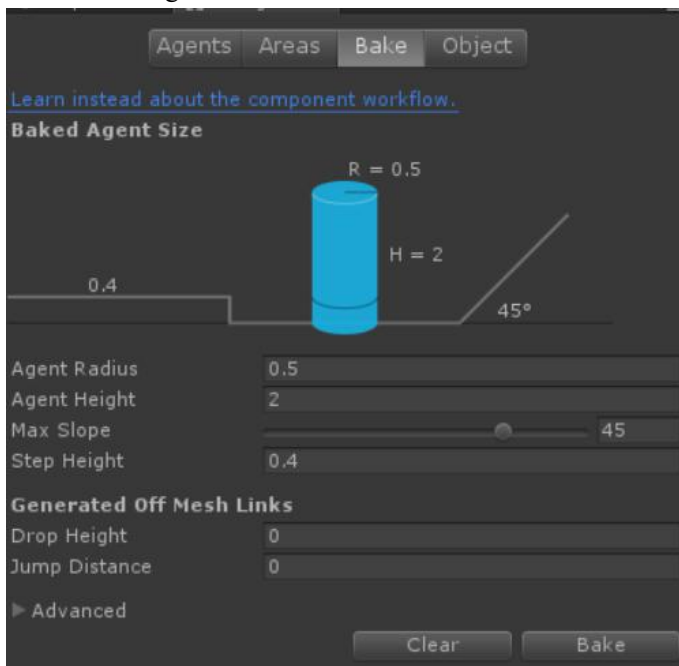 Agents Areas Bake Object
Learn instead about the component workflow.
Baked Agent Size
R = 0.5
H = 2
0.4
45°
Agent Radius 0.5
Agent Height 2
Max Slope 45
Step Height 0.4
Generated Off Mesh Links
Drop Height 0
Jump Distance 0
Advanced
Clear Bake